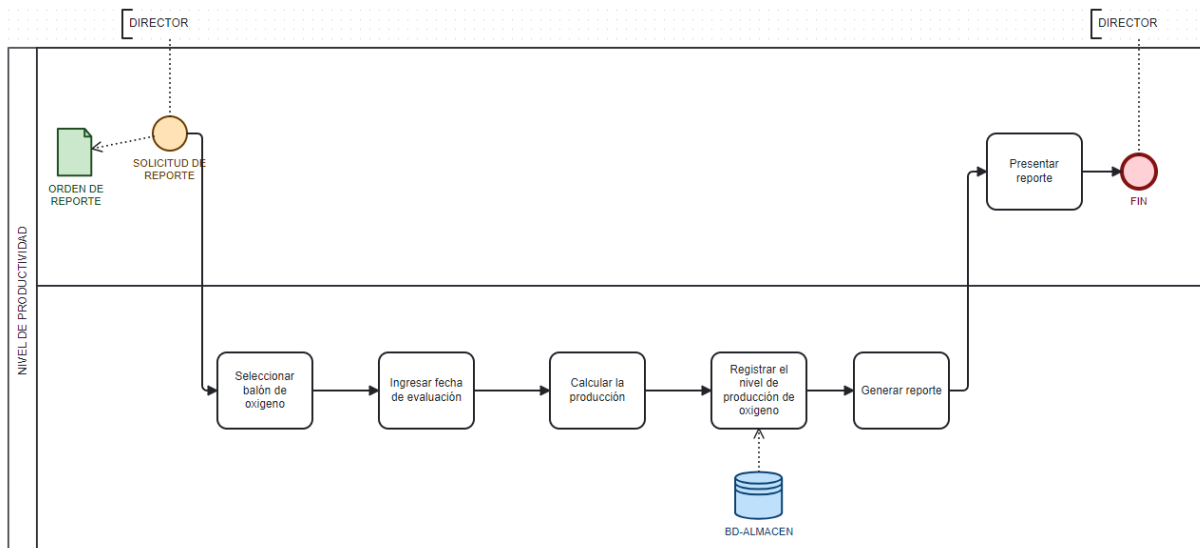 DIRECTOR
DIRECTOR
NIVEL DE PRODUCTIVIDAD
SOLICITUD DE
REPORTE
ORDEN DE
REPORTE
Presentar
reporte
FIN
Seleccionar
balón de
oxigeno
Ingresar fecha
de evaluación
Calcular la
producción
Registrar el
nivel de
producción de
oxigeno
Generar reporte
BD-ALMACEN